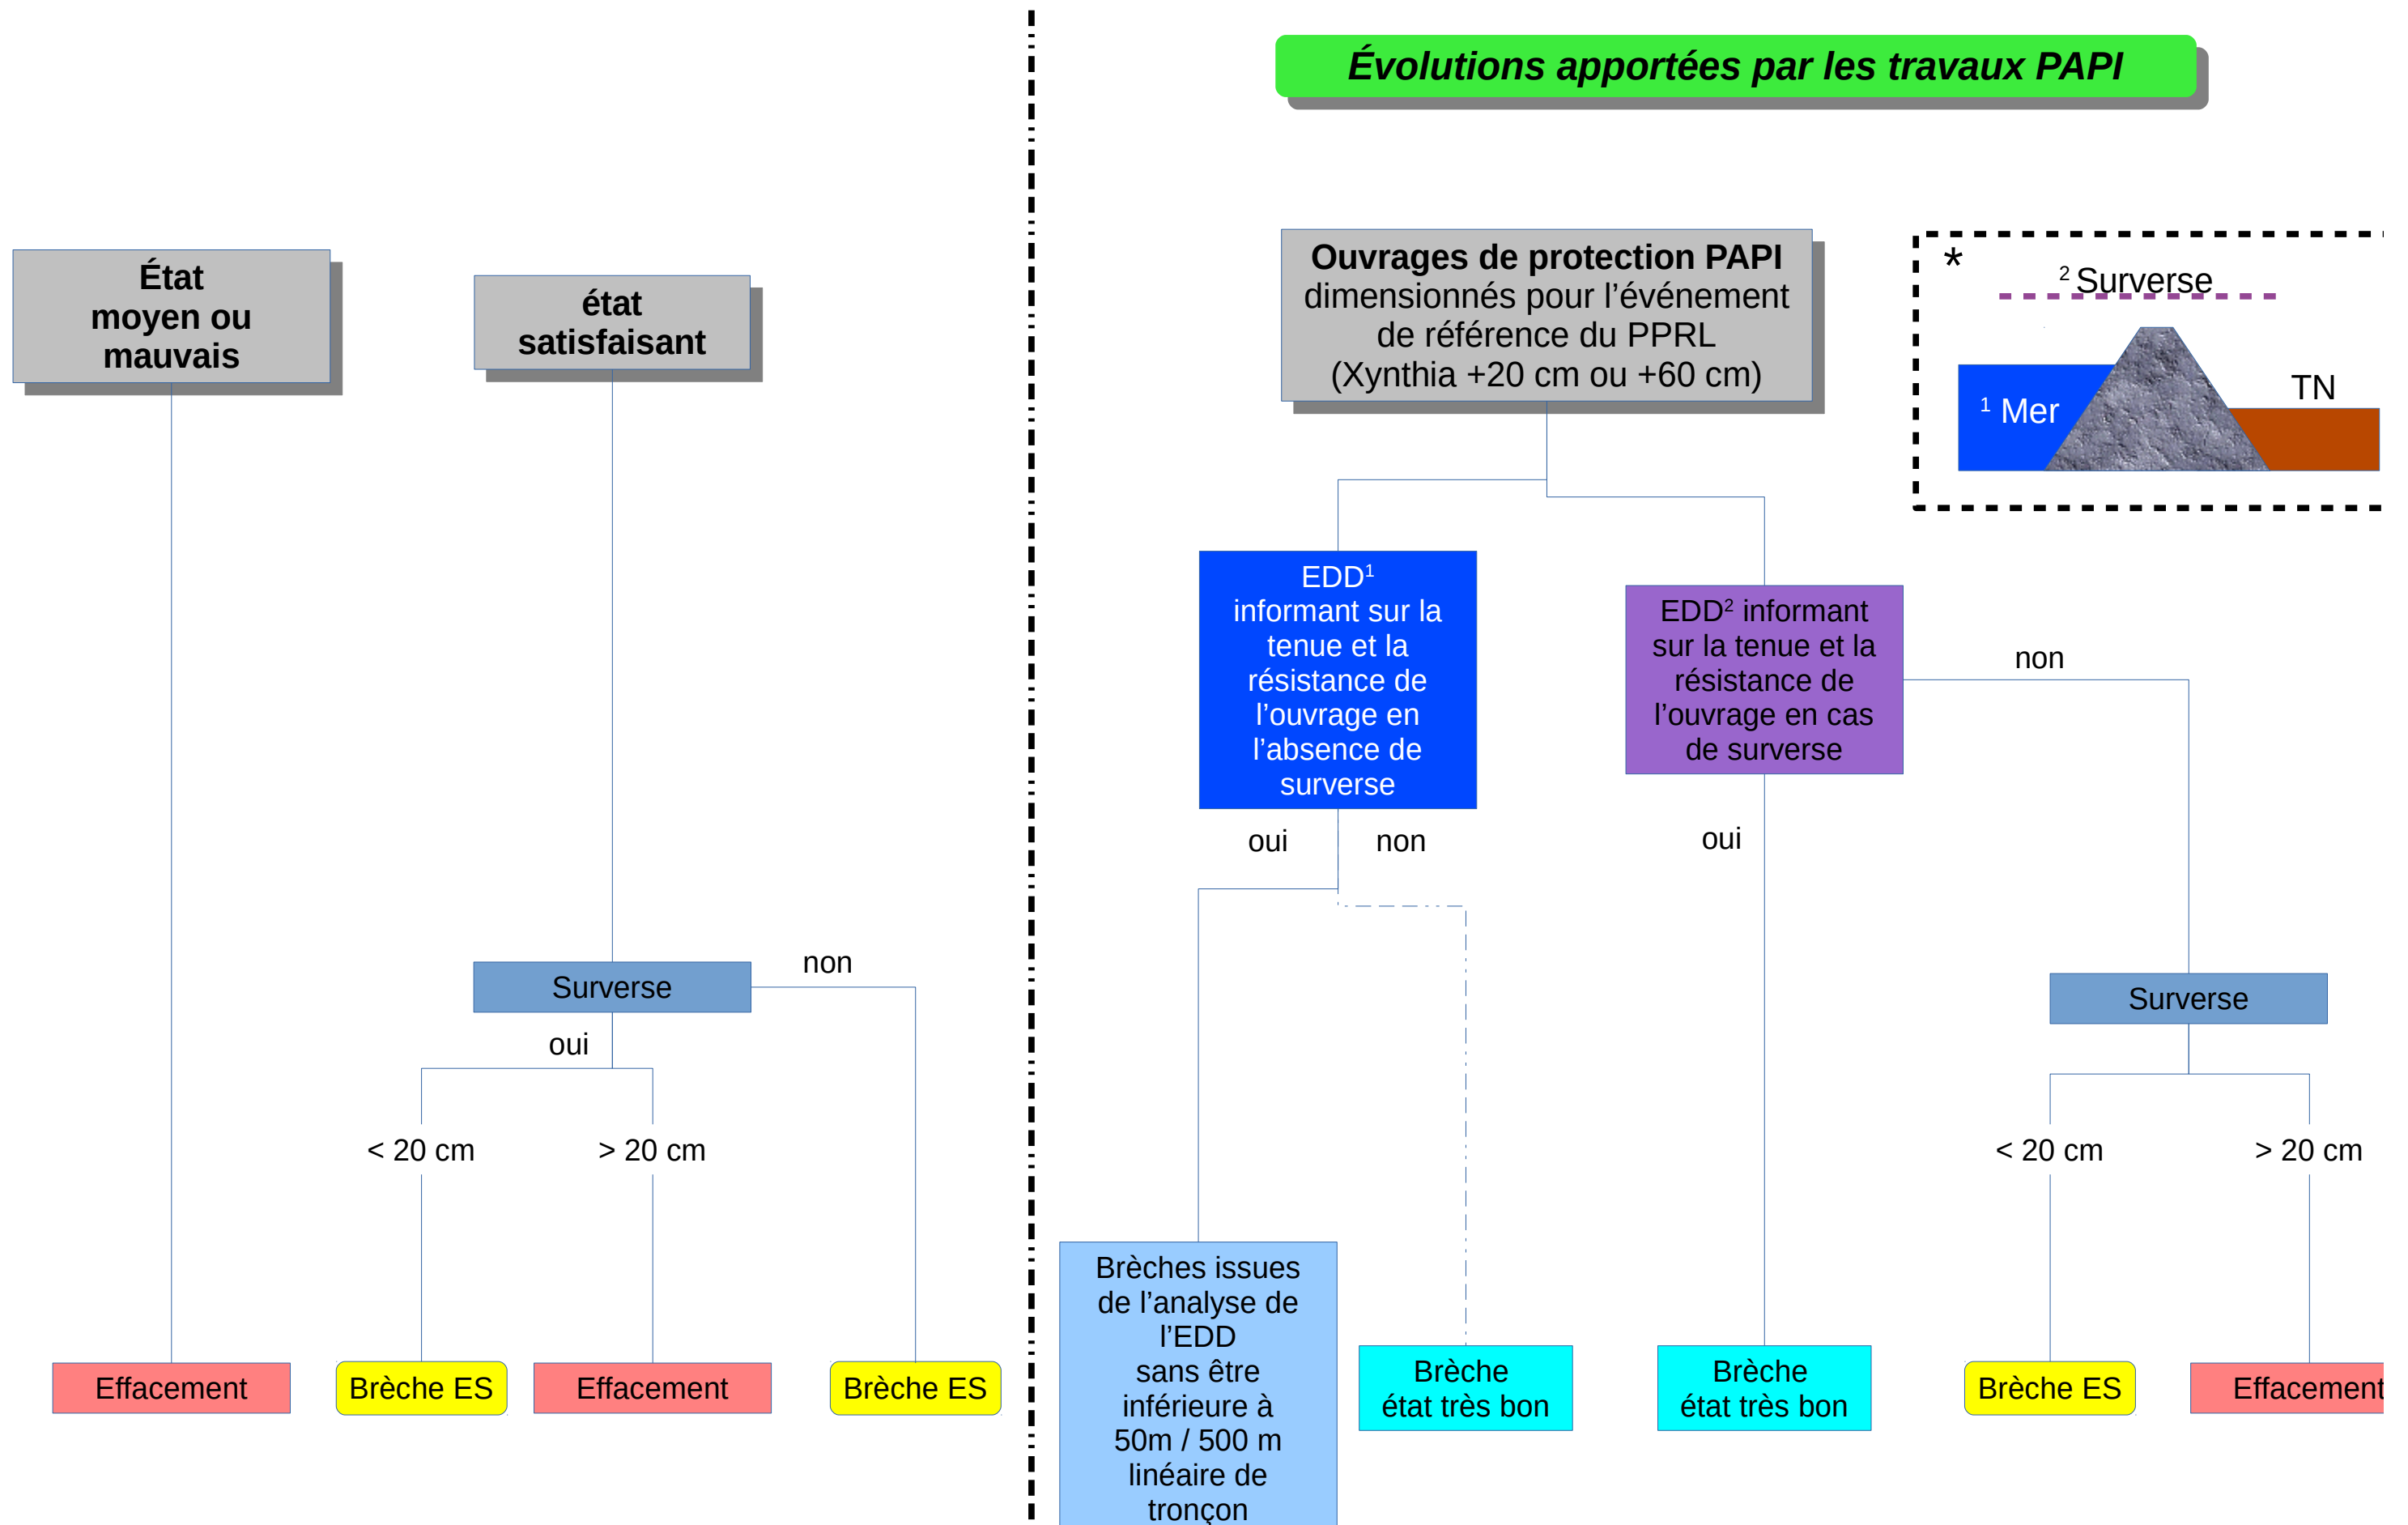 Évolutions apportées par les travaux PAPI
État
moyen ou
mauvais
état
satisfaisant
Surverse
non
oui
< 20 cm
> 20 cm
Effacement
Brèche ES
Effacement
Brèche ES
Ouvrages de protection PAPI
dimensionnés pour l’événement
de référence du PPRL
(Xynthia +20 cm ou +60 cm)
*
2 Surverse
1 Mer
TN
EDD1
informant sur la
tenue et la
résistance de
l’ouvrage en
l’absence de
surverse
oui
non
EDD2 informant
sur la tenue et la
résistance de
l’ouvrage en cas
de surverse
non
oui
Surverse
< 20 cm
> 20 cm
Brèches issues
de l’analyse de
l’EDD
sans être
inférieure à
50m / 500 m
linéaire de
tronçon
Brèche
état très bon
Brèche
état très bon
Brèche ES
Effacement